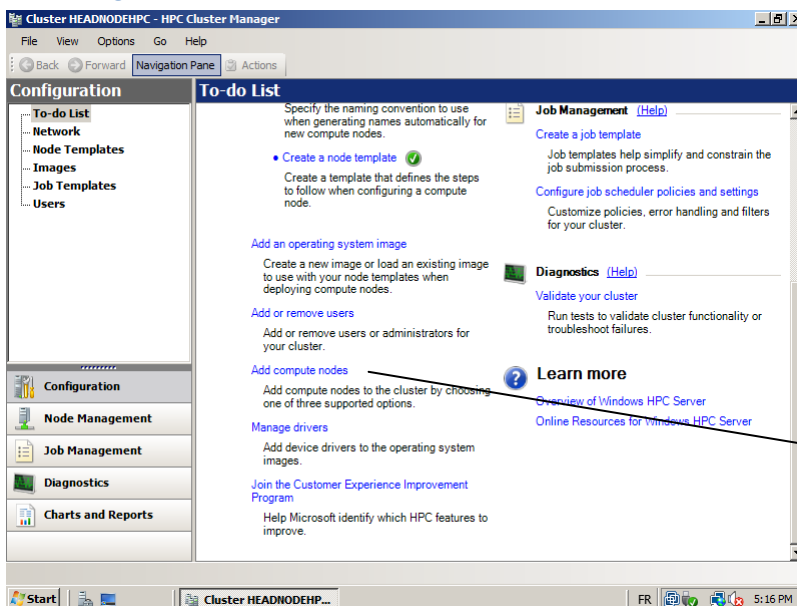 Cluster HEADNODEHPC - HPC Cluster Manager
File View Options Go Help
Back Forward Navigation Pane Actions
Configuration
To-do List
Network
Node Templates
Images
Job Templates
Users
Configuration
Node Management
Job Management
Diagnostics
Charts and Reports
To-do List
Specify the naming convention to use
when generating names automatically for
new compute nodes.
• Create a node template
Create a template that defines the steps
to follow when configuring a compute
node.
Add an operating system image
Create a new image or load an existing image
to use with your node templates when
deploying compute nodes.
Add or remove users
Add or remove users or administrators for
your cluster.
Add compute nodes
Add compute nodes to the cluster by choosing
one of three supported options.
Manage drivers
Add device drivers to the operating system
images.
Join the Customer Experience Improvement
Program
Help Microsoft identify which HPC features to
improve.
Job Management (Help)
Create a job template
Job templates help simplify and constrain the
job submission process.
Configure job scheduler policies and settings
Customize policies, error handling and filters
for your cluster.
Diagnostics (Help)
Validate your cluster
Run tests to validate cluster functionality or
troubleshoot failures.
Learn more
Overview of Windows HPC Server
Online Resources for Windows HPC Server
Start
Cluster HEADNODEHP...
FR
5:16 PM